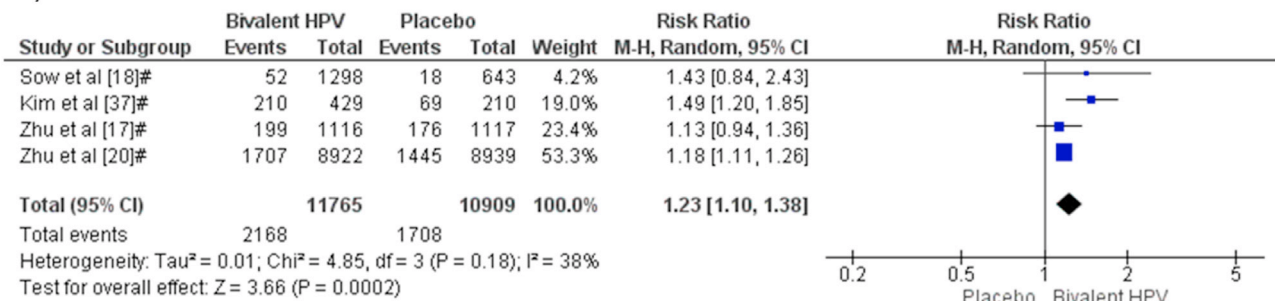 Bivalent HPV Placebo Risk Ratio Risk Ratio
Study or Subgroup Events Total Events Total Weight M-H, Random, 95% CI M-H, Random, 95% CI
Sow et al [18]# 52 1298 18 643 4.2% 1.43 [0.84, 2.43]
Kim et al [37]# 210 429 69 210 19.0% 1.49 [1.20, 1.85]
Zhu et al [17]# 199 1116 176 1117 23.4% 1.13 [0.94, 1.36]
Zhu et al [20]# 1707 8922 1445 8939 53.3% 1.18 [1.11, 1.26]
Total (95% CI) 11765 10909 100.0% 1.23 [1.10, 1.38]
Total events 2168 1708
Heterogeneity: Tau² = 0.01; Chi² = 4.85, df = 3 (P = 0.18); I² = 38%
Test for overall effect: Z = 3.66 (P = 0.0002)
0.2 0.5 1 2 5
Placebo Bivalent HPV